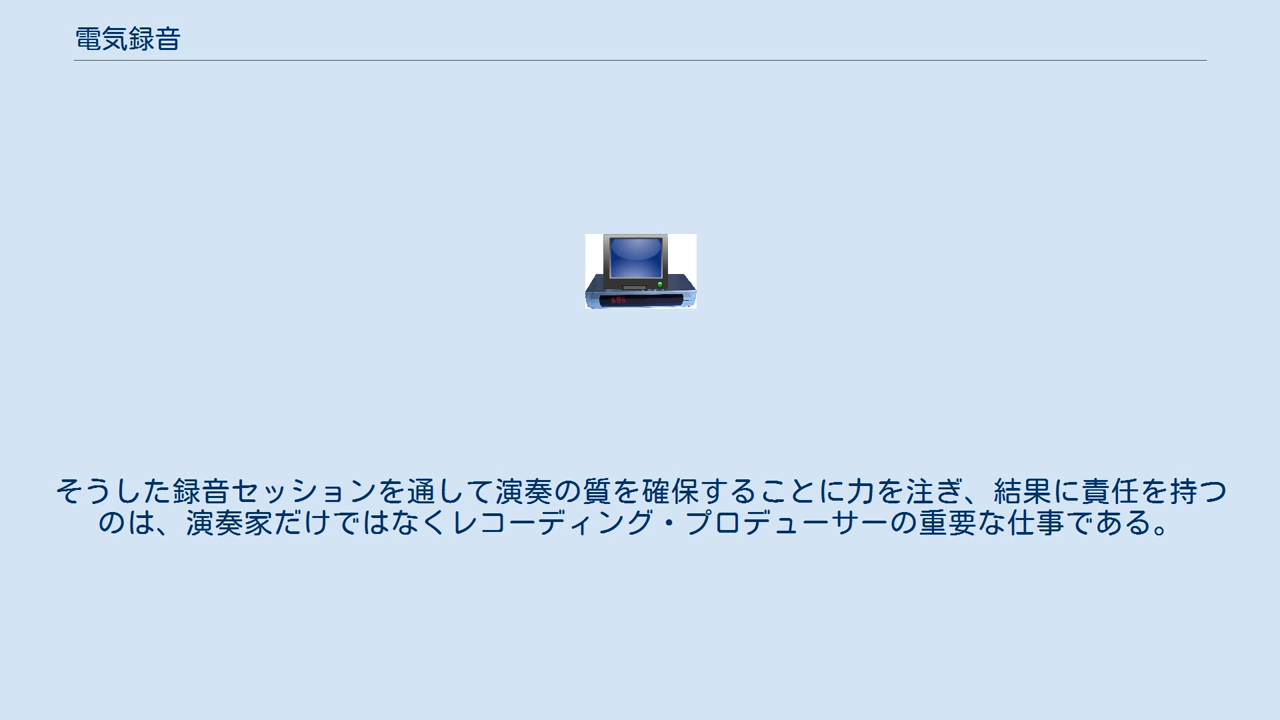 電気録音
そうした録音セッションを通して演奏の質を確保することに力を注ぎ、結果に責任を持つ
のは、演奏家だけではなくレコーディング・プロデューサーの重要な仕事である。